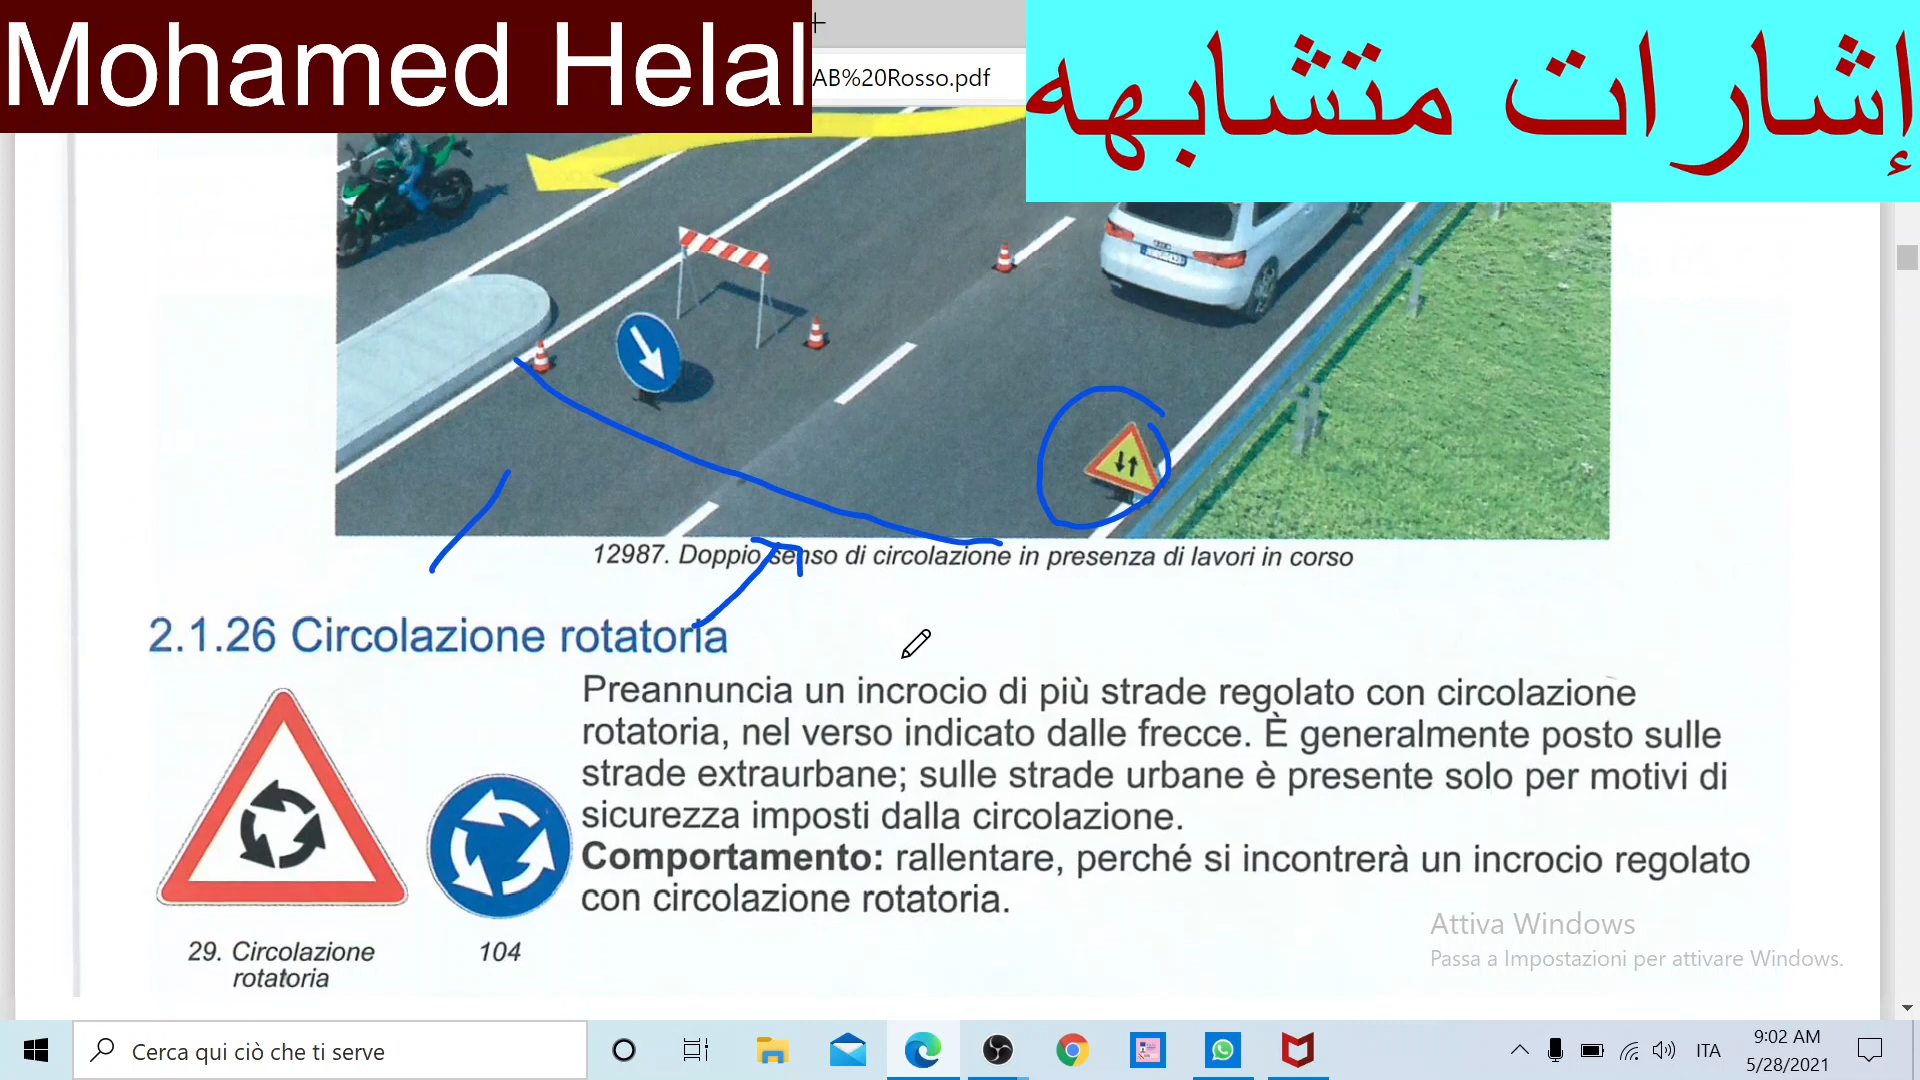 Mohamed Helal
AB%20Rosso.pdf
إشارات متشابهه
12987. Doppio senso di circolazione in presenza di lavori in corso
2.1.26 Circolazione rotatoria
Preannuncia un incrocio di più strade regolato con circolazione
rotatoria, nel verso indicato dalle frecce. È generalmente posto sulle
strade extraurbane; sulle strade urbane è presente solo per motivi di
sicurezza imposti dalla circolazione.
Comportamento: rallentare, perché si incontrerà un incrocio regolato
con circolazione rotatoria.
29. Circolazione
rotatoria
104
Attiva Windows
Passa a Impostazioni per attivare Windows.
Cerca qui ciò che ti serve
ITA
9:02 AM
5/28/2021